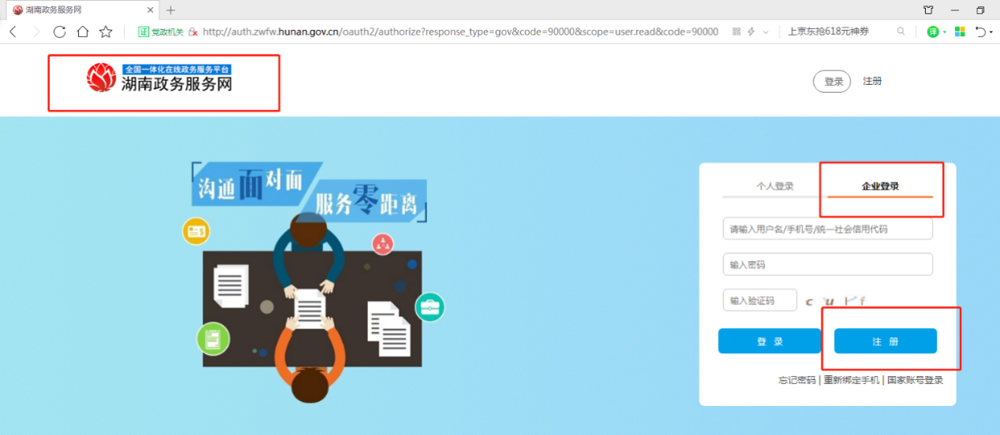 湖南政务服务网
证 党政机关 http://auth.zwfw.hunan.gov.cn/oauth2/authorize?response_type=gov&code=90000&scope=user.read&code=90000 上京东抢618元神券 译
全国一体化在线政务服务平台
湖南政务服务网
登录 注册
沟通面对面
服务零距离
个人登录 企业登录
请输入用户名/手机号/统一社会信用代码
输入密码
输入验证码
登 录 注 册
忘记密码 | 重新绑定手机 | 国家账号登录